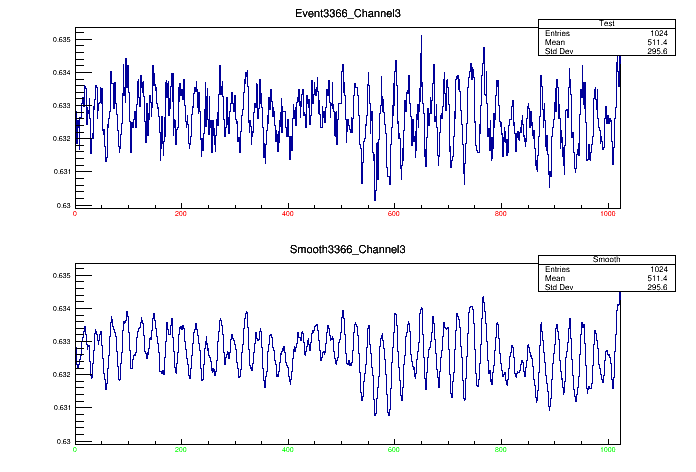 Event3366_Channel3
Test
Entries 1024
Mean 511.4
Std Dev 295.6
0.635
0.634
0.633
0.632
0.631
0.63
0 200 400 600 800 1000
Smooth3366_Channel3
Smooth
Entries 1024
Mean 511.4
Std Dev 295.6
0.635
0.634
0.633
0.632
0.631
0.63
0 200 400 600 800 1000